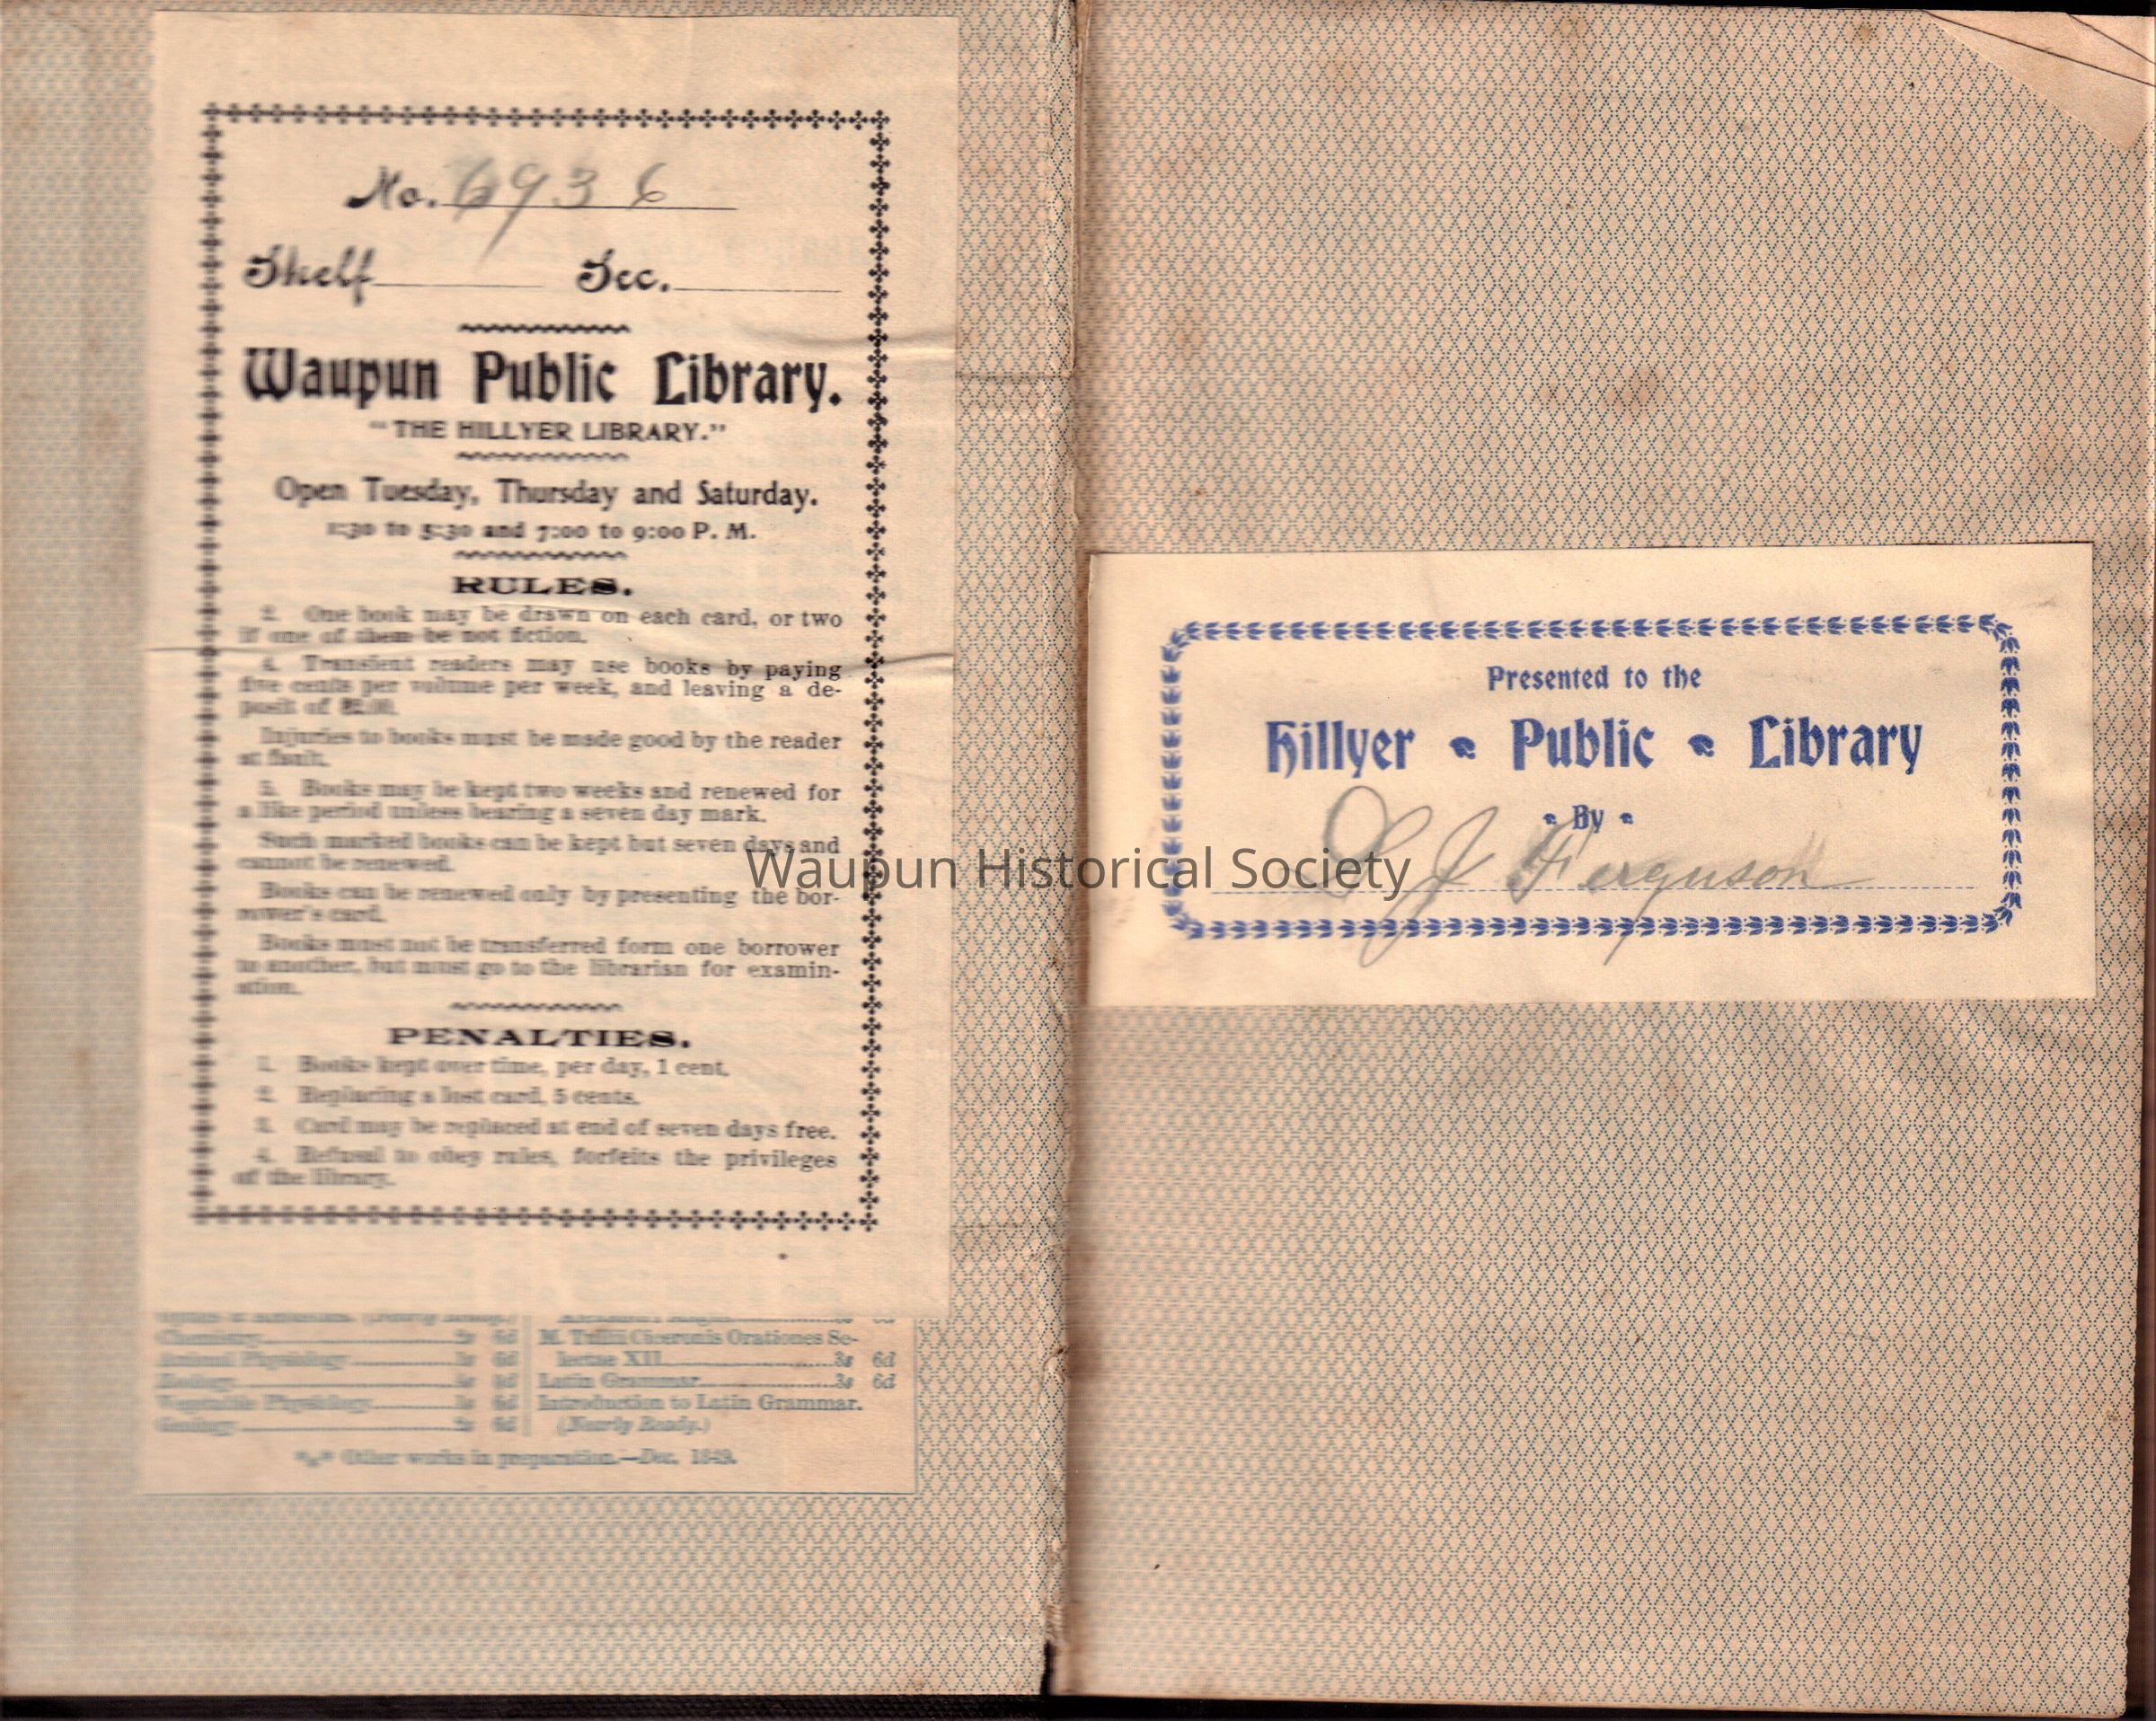 No. 6936
Shelf Sec.
Waupun Public Library.
"THE HILLYER LIBRARY."
Open Tuesday, Thursday and Saturday.
1:30 to 5:30 and 7:00 to 9:00 P. M.
RULES.
2. One book may be drawn on each card, or two
if one of them be not fiction.
4. Transient readers may use books by paying
five cents per volume per week, and leaving a de-
posit of
Injuries to books must be made good by the reader
at fault.
5. Books may be kept two weeks and renewed for
a like period unless bearing a seven day mark.
Such marked books can be kept but seven days and
cannot be renewed.
Books can be renewed only by presenting the bor-
rower's card.
Books must not be transferred form one borrower
to another, but must go to the librarian for examin-
ation.
PENALTIES.
1. Books kept over time, per day, 1 cent.
2. Replacing a lost card, 5 cents.
3. Card may be replaced at end of seven days free.
4. Refusal to obey rules, forfeits the privileges
of the library.
Chemistry
Animal Physiology
Zoology
Vegetable Physiology
Geology
M. Tullii Ciceronis Orationes Se-
lectae XII. 3s 6d
Latin Grammar 3s 6d
Introduction to Latin Grammar.
(Nearly Ready.)
*** Other works in preparation.—Dec. 1849.
Presented to the
Hillyer Public Library
By
J Ferguson
Waupun Historical Society